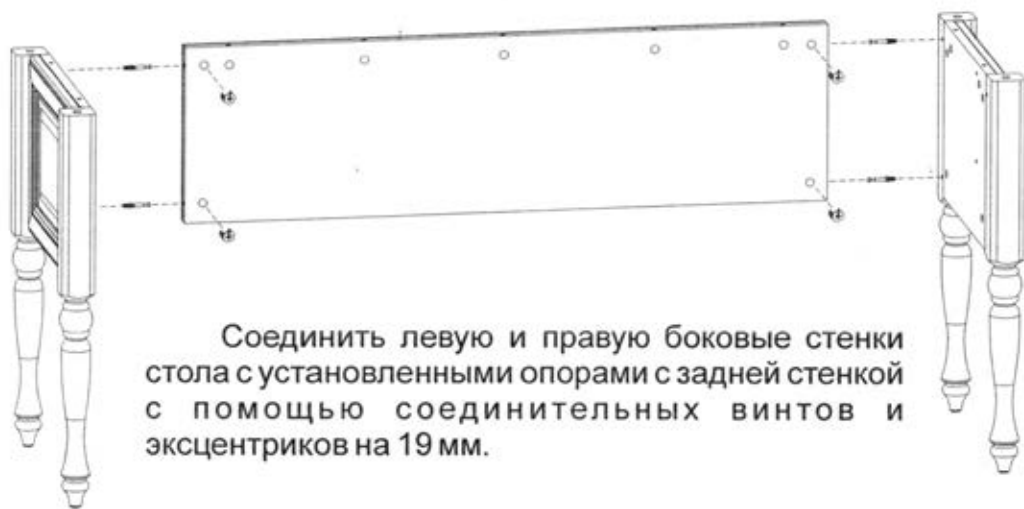 Соединить левую и правую боковые стенки
стола с установленными опорами с задней стенкой
с помощью соединительных винтов и
эксцентриков на 19 мм.